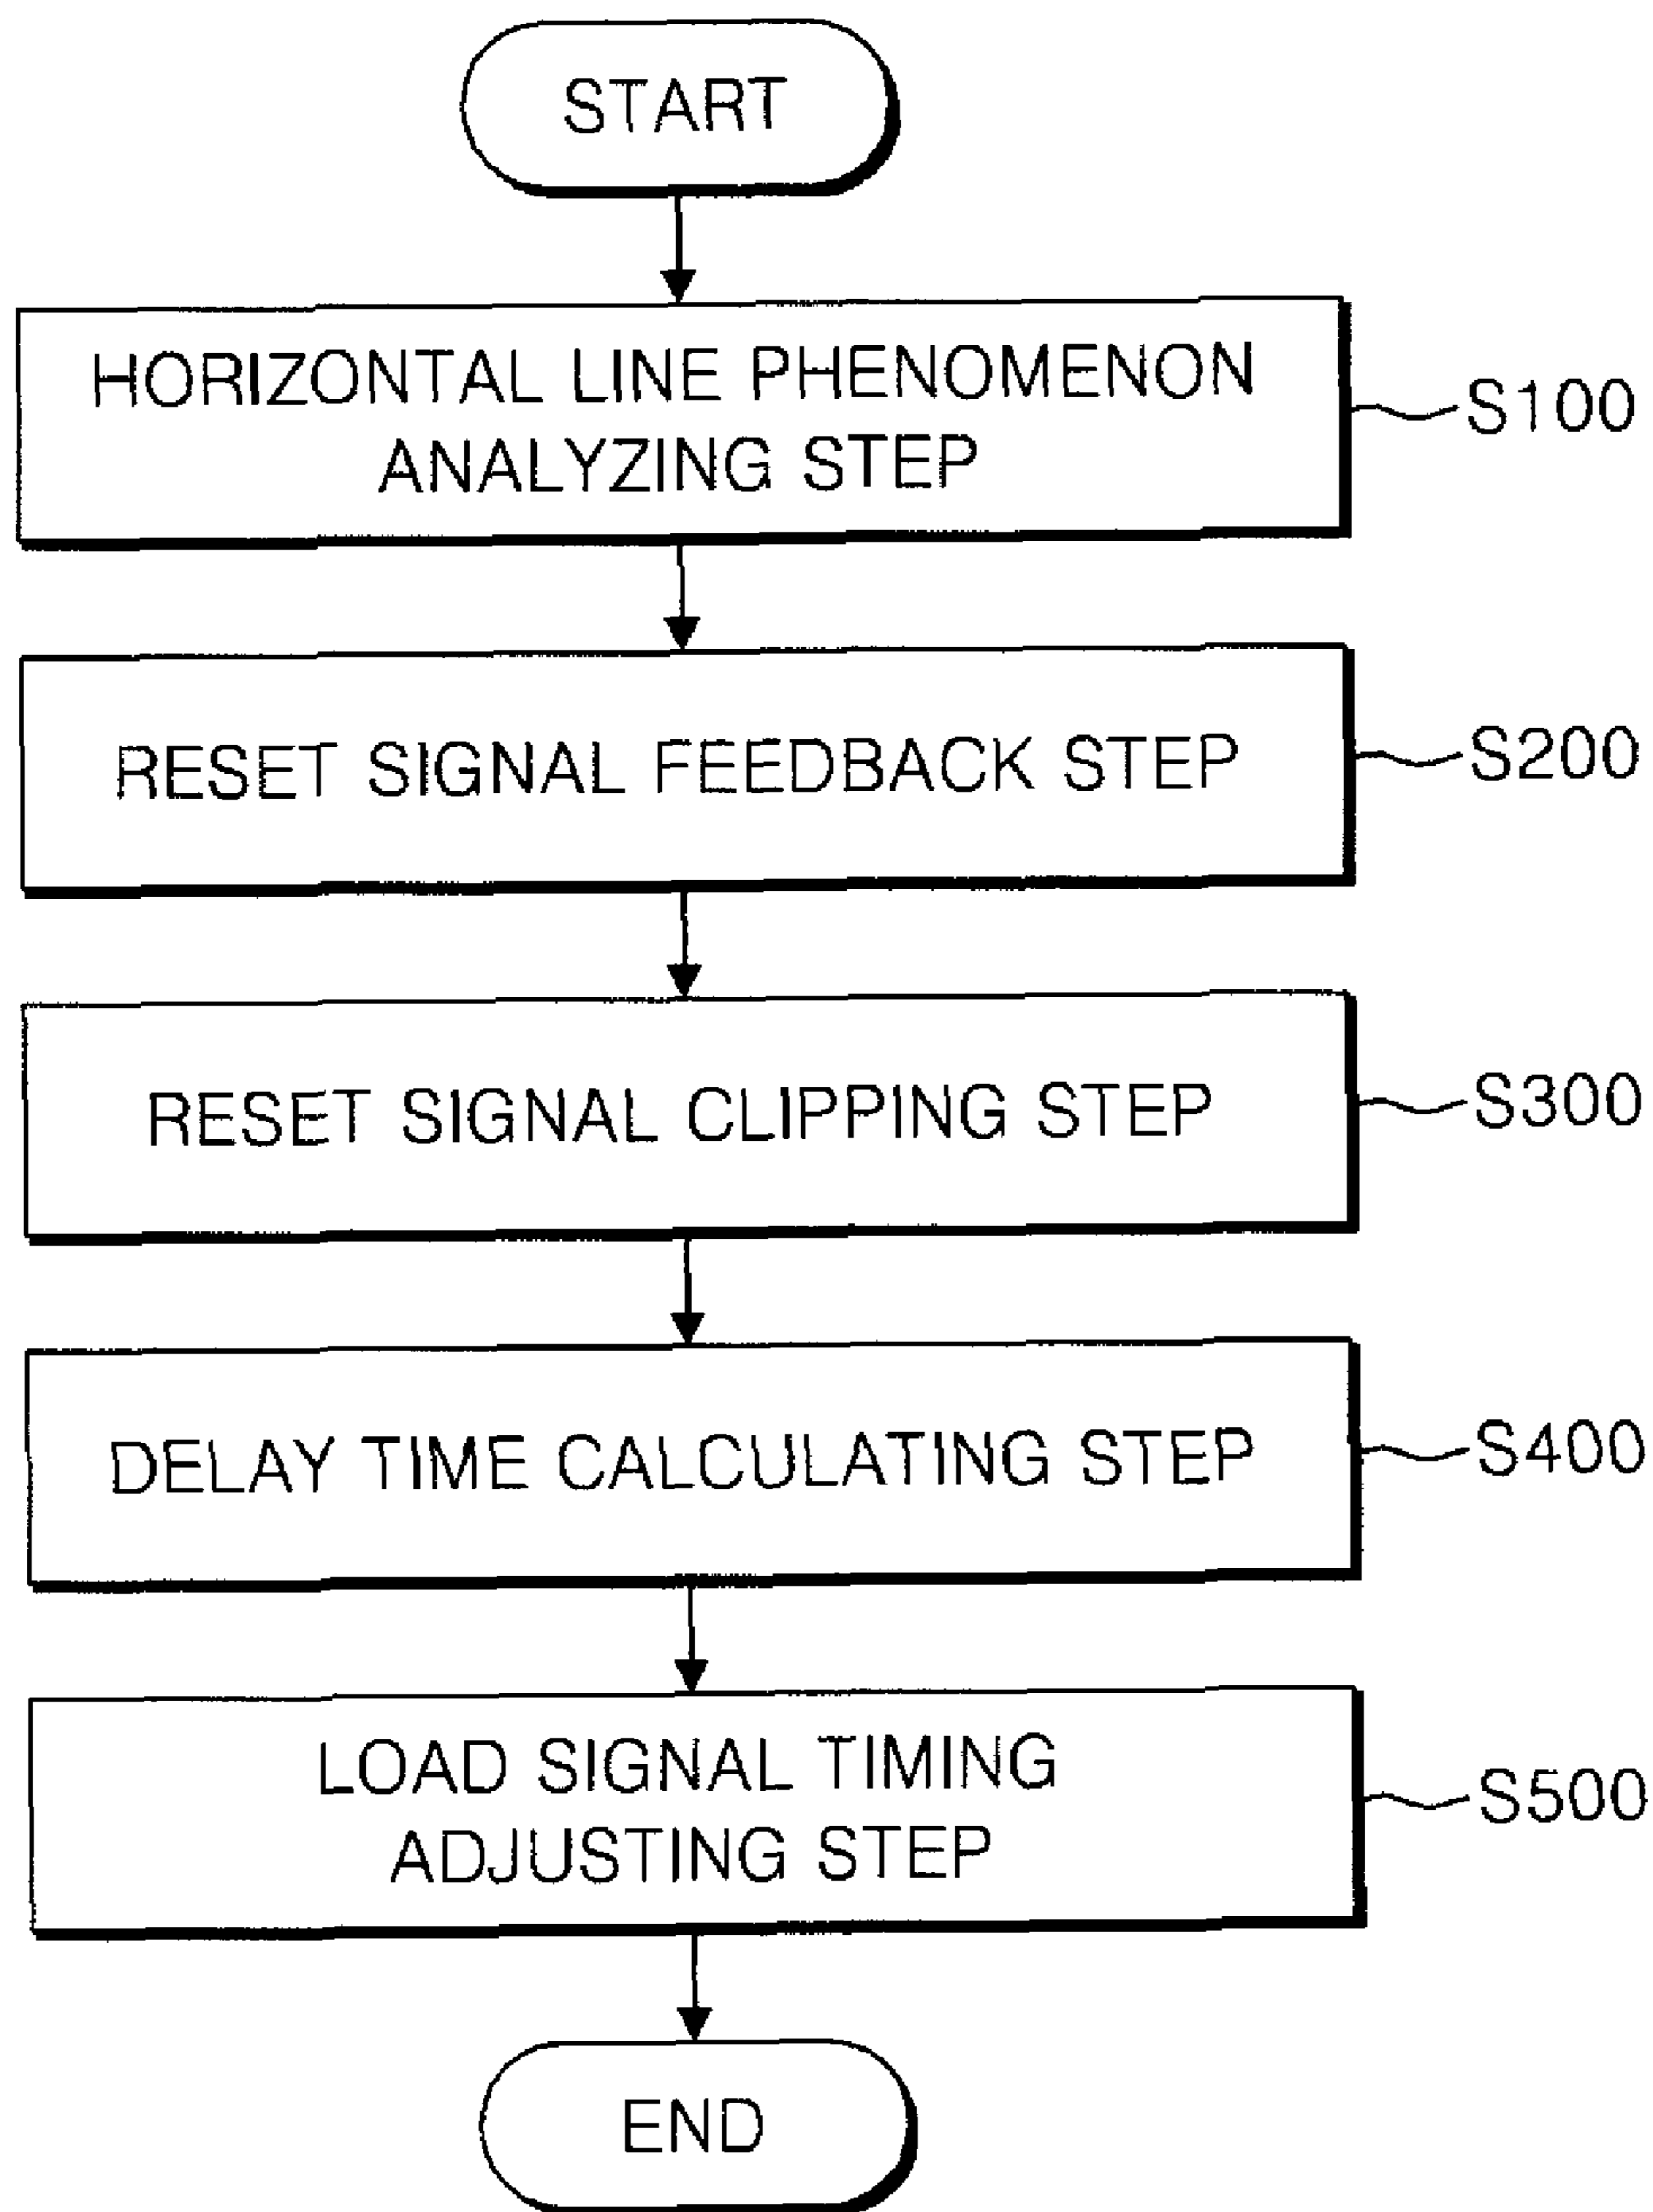 START
HORIZONTAL LINE PHENOMENON
ANALYZING STEP
S100
RESET SIGNAL FEEDBACK STEP
S200
RESET SIGNAL CLIPPING STEP
S300
DELAY TIME CALCULATING STEP
S400
LOAD SIGNAL TIMING
ADJUSTING STEP
S500
END